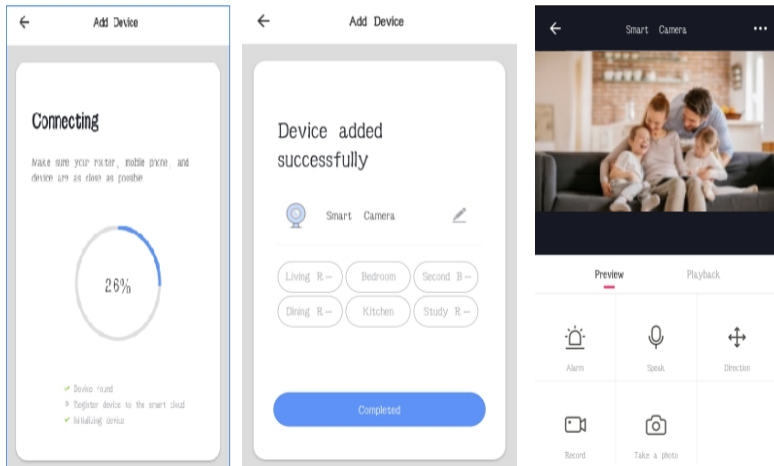 Add Device
Connecting
Make sure your router, mobile phone, and
device are as close as possible
26%
Device found
Register device to the smart cloud
Initializing device
Add Device
Device added
successfully
Smart Camera
Living R…
Bedroom
Second B…
Dining R…
Kitchen
Study R…
Completed
Smart Camera
Preview
Playback
Alarm
Speak
Direction
Record
Take a photo